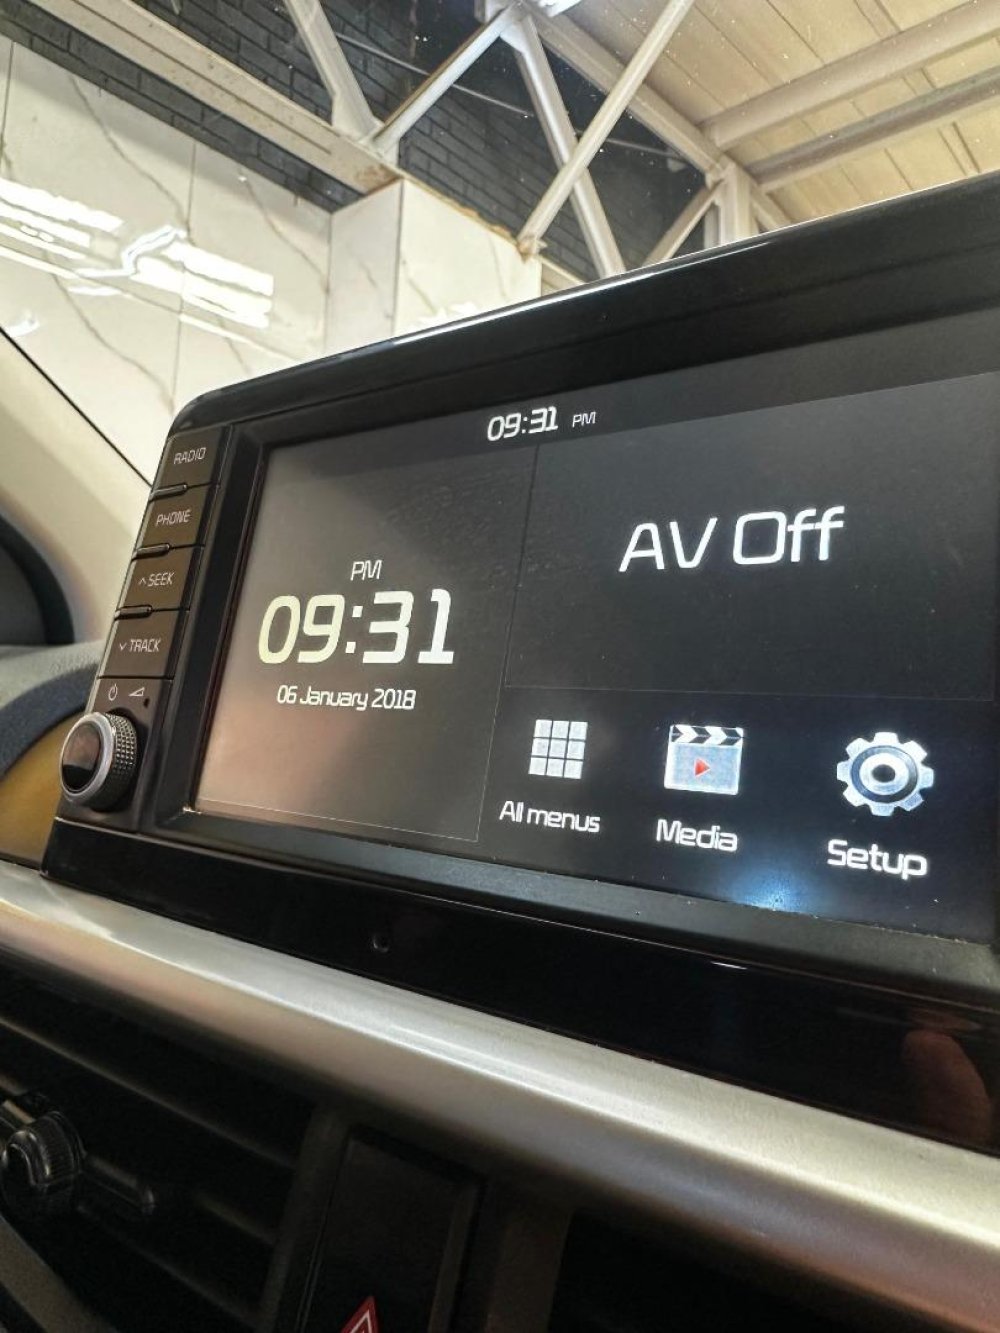 09:31 PM
RADIO
PHONE
^ SEEK
v TRACK
PM
09:31
06 January 2018
AV Off
All menus
Media
Setup